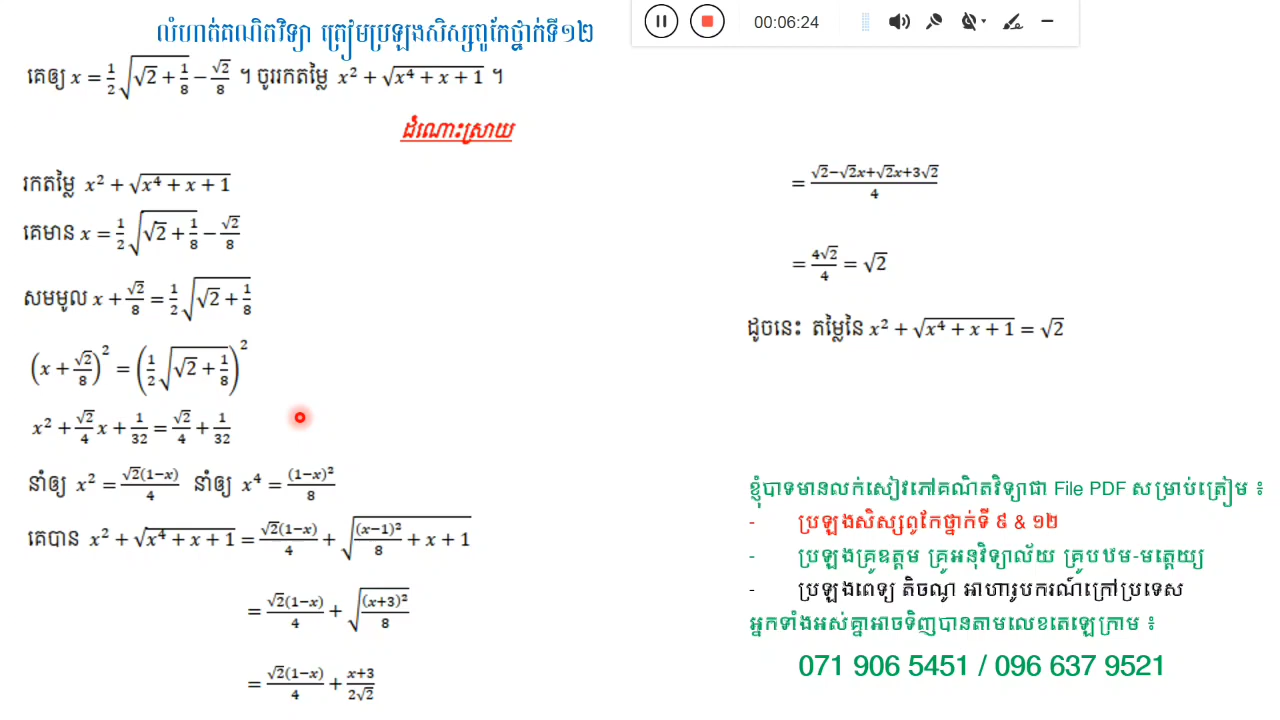 លំហាត់គណិតវិទ្យា ត្រៀមប្រឡងសិស្សពូកែថ្នាក់ទី១២
គេឲ្យ x = 1/2 √(√2 + 1/8) − √2/8 ។ ចូររកតម្លៃ x² + √(x⁴ + x + 1) ។
ដំណោះស្រាយ
រកតម្លៃ x² + √(x⁴ + x + 1)
គេមាន x = 1/2 √(√2 + 1/8) − √2/8
សមមូល x + √2/8 = 1/2 √(√2 + 1/8)
(x + √2/8)² = (1/2 √(√2 + 1/8))²
x² + √2/4 x + 1/32 = √2/4 + 1/32
នាំឲ្យ x² = √2(1−x)/4 នាំឲ្យ x⁴ = (1−x)²/8
គេបាន x² + √(x⁴ + x + 1) = √2(1−x)/4 + √((x−1)²/8 + x + 1)
= √2(1−x)/4 + √((x+3)²/8)
= √2(1−x)/4 + (x+3)/(2√2)
00:06:24
= (√2−√2x+√2x+3√2)/4
= 4√2/4 = √2
ដូចនេះ តម្លៃនៃ x² + √(x⁴ + x + 1) = √2
ខ្ញុំបាទមានលក់សៀវភៅគណិតវិទ្យាជា File PDF សម្រាប់ត្រៀម ៖
- ប្រឡងសិស្សពូកែថ្នាក់ទី ៩ & ១២
- ប្រឡងគ្រូឧត្តម គ្រូអនុវិទ្យាល័យ គ្រូបឋម-មត្តេយ្យ
- ប្រឡងពេទ្យ តិចណូ អាហារូបករណ៍ក្រៅប្រទេស
អ្នកទាំងអស់គ្នាអាចទិញបានតាមលេខតេឡេក្រាម ៖
071 906 5451 / 096 637 9521